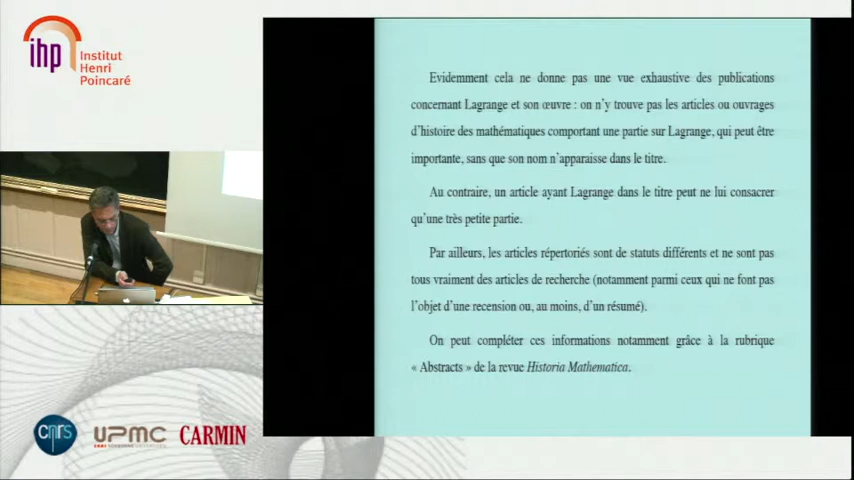 ihp
Institut
Henri
Poincaré
Evidemment cela ne donne pas une vue exhaustive des publications
concernant Lagrange et son œuvre : on n’y trouve pas les articles ou ouvrages
d’histoire des mathématiques comportant une partie sur Lagrange, qui peut être
importante, sans que son nom n’apparaisse dans le titre.
Au contraire, un article ayant Lagrange dans le titre peut ne lui consacrer
qu’une très petite partie.
Par ailleurs, les articles répertoriés sont de statuts différents et ne sont pas
tous vraiment des articles de recherche (notamment parmi ceux qui ne font pas
l’objet d’une recension ou, au moins, d’un résumé).
On peut compléter ces informations notamment grâce à la rubrique
« Abstracts » de la revue Historia Mathematica.
cnrs
UPMC
CARMIN